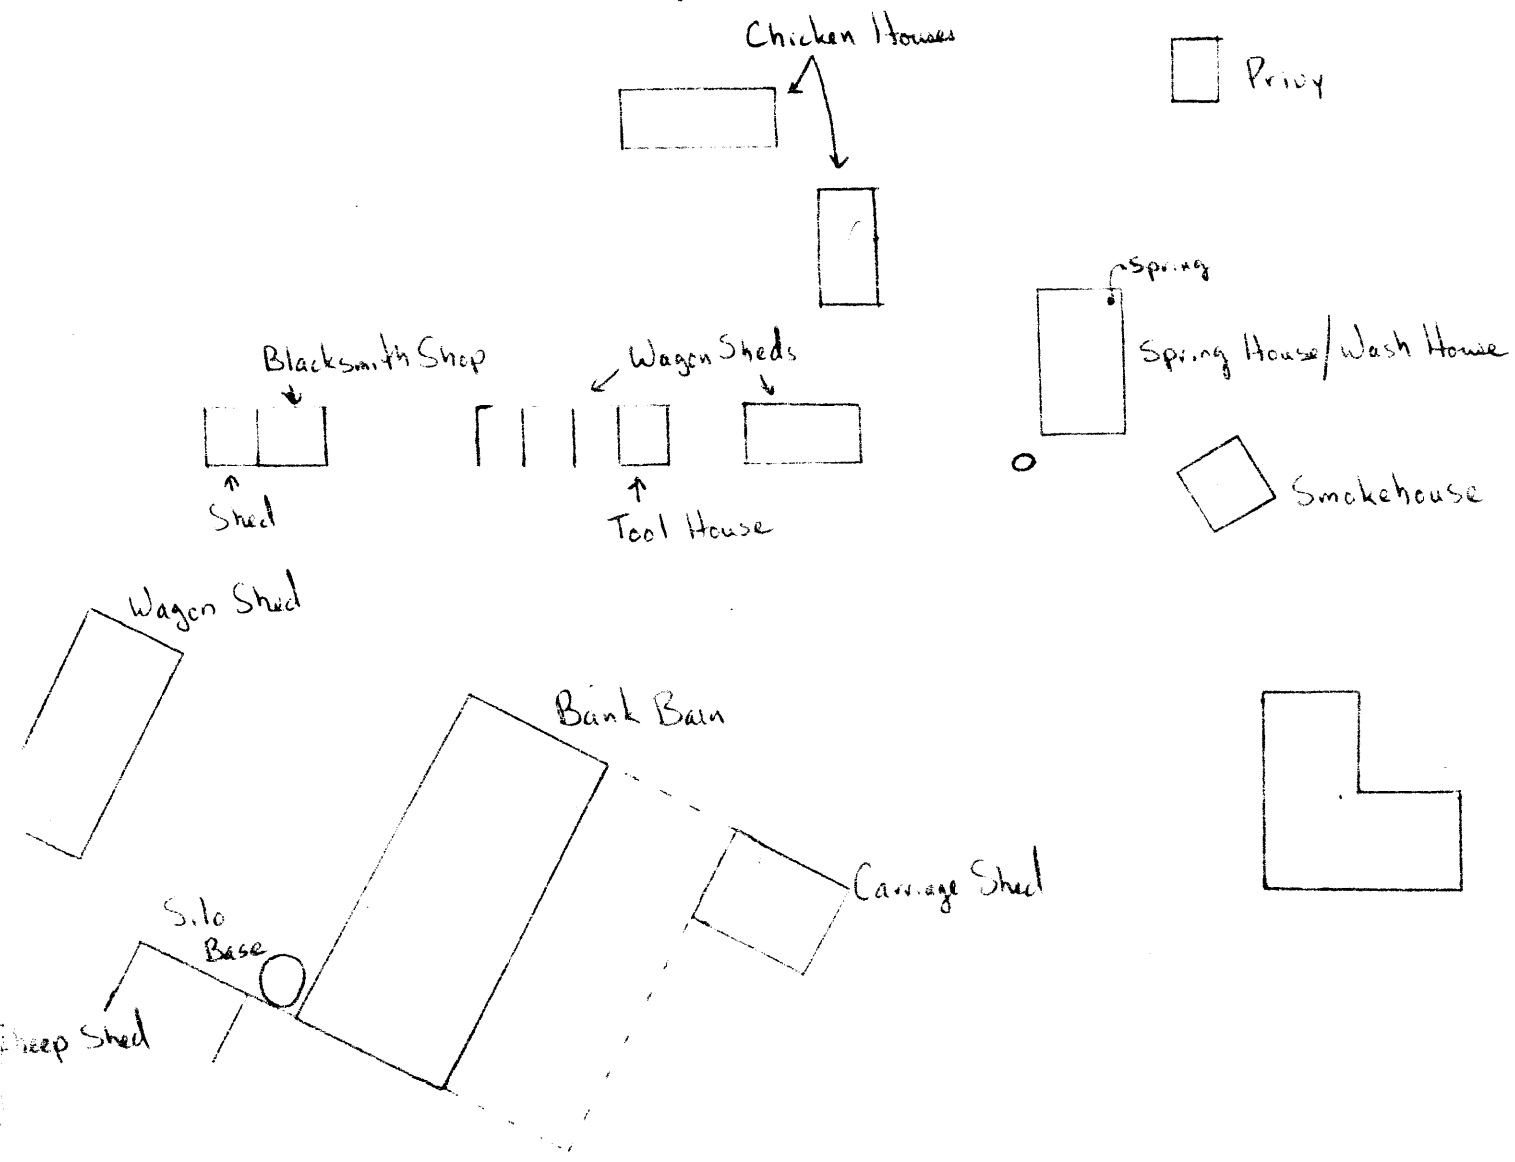 Chicken Houses
Privy
Spring
Spring House/Wash House
Blacksmith Shop
Wagon Sheds
Shed
Tool House
Smokehouse
Wagon Shed
Bank Barn
Carriage Shed
Silo
Base
Sheep Shed